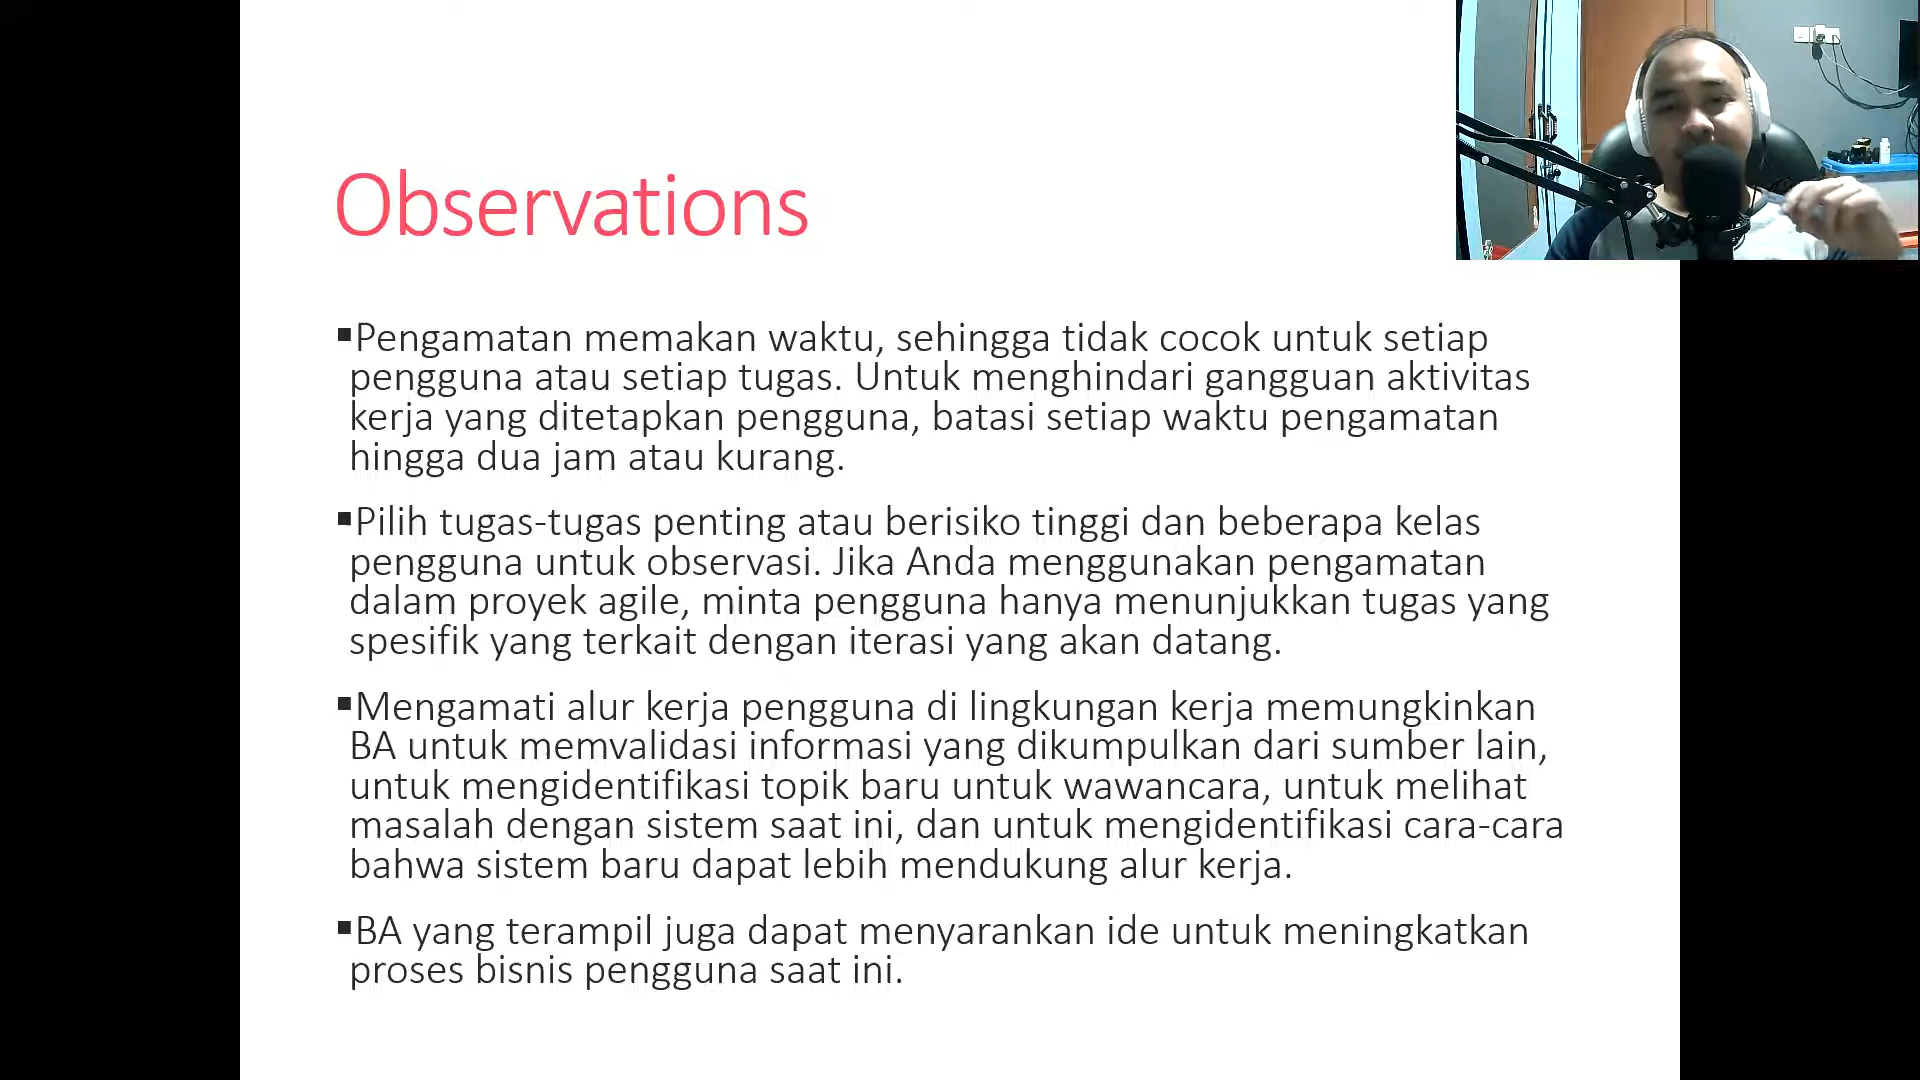 Observations
▪Pengamatan memakan waktu, sehingga tidak cocok untuk setiap
pengguna atau setiap tugas. Untuk menghindari gangguan aktivitas
kerja yang ditetapkan pengguna, batasi setiap waktu pengamatan
hingga dua jam atau kurang.
▪Pilih tugas-tugas penting atau berisiko tinggi dan beberapa kelas
pengguna untuk observasi. Jika Anda menggunakan pengamatan
dalam proyek agile, minta pengguna hanya menunjukkan tugas yang
spesifik yang terkait dengan iterasi yang akan datang.
▪Mengamati alur kerja pengguna di lingkungan kerja memungkinkan
BA untuk memvalidasi informasi yang dikumpulkan dari sumber lain,
untuk mengidentifikasi topik baru untuk wawancara, untuk melihat
masalah dengan sistem saat ini, dan untuk mengidentifikasi cara-cara
bahwa sistem baru dapat lebih mendukung alur kerja.
▪BA yang terampil juga dapat menyarankan ide untuk meningkatkan
proses bisnis pengguna saat ini.